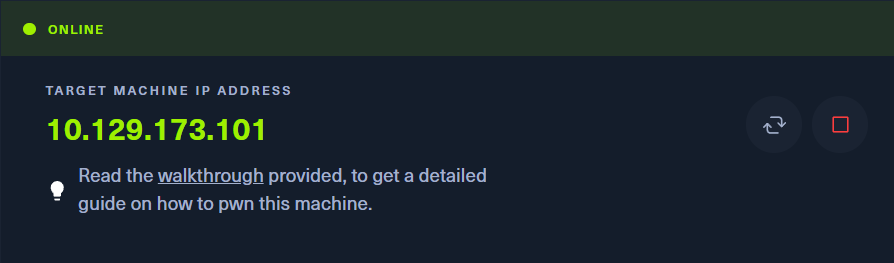 ONLINE
TARGET MACHINE IP ADDRESS
10.129.173.101
Read the walkthrough provided, to get a detailed
guide on how to pwn this machine.